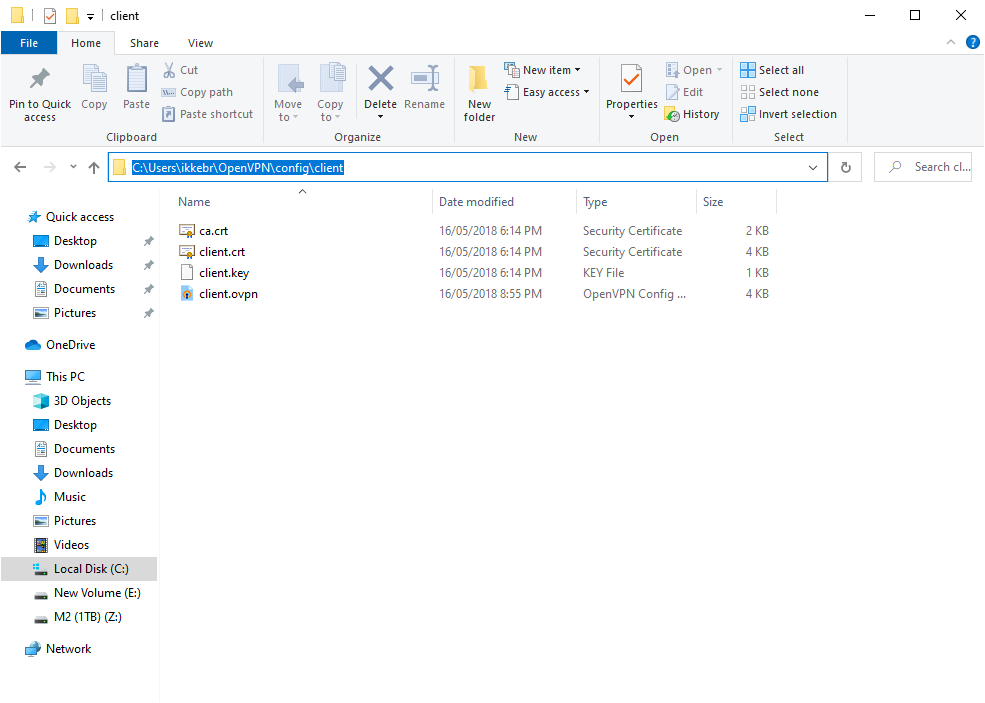 client
File Home Share View
Pin to Quick access
Copy
Paste
Cut
Copy path
Paste shortcut
Clipboard
Move to
Copy to
Delete
Rename
Organize
New folder
New item
Easy access
New
Properties
Open
Edit
History
Open
Select all
Select none
Invert selection
Select
C:\Users\ikkebr\OpenVPN\config\client
Search cl...
Quick access
Desktop
Downloads
Documents
Pictures
OneDrive
This PC
3D Objects
Desktop
Documents
Downloads
Music
Pictures
Videos
Local Disk (C:)
New Volume (E:)
M2 (1TB) (Z:)
Network
Name Date modified Type Size
ca.crt 16/05/2018 6:14 PM Security Certificate 2 KB
client.crt 16/05/2018 6:14 PM Security Certificate 4 KB
client.key 16/05/2018 6:14 PM KEY File 1 KB
client.ovpn 16/05/2018 8:55 PM OpenVPN Config ... 4 KB